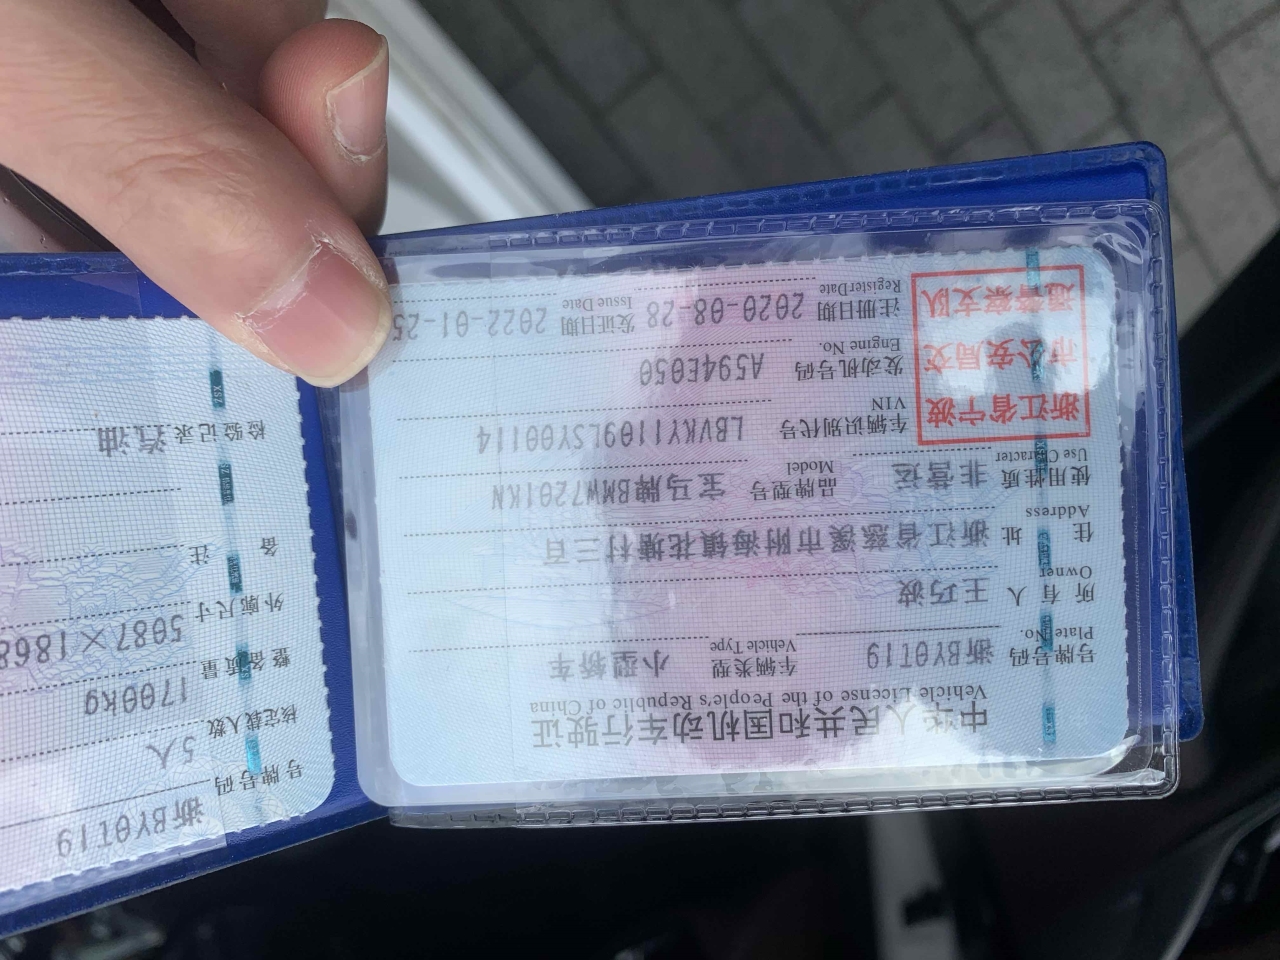 中华人民共和国机动车行驶证
Vehicle License of the People's Republic of China
号牌号码 浙BY0T19 车辆类型 小型轿车
Plate No. Vehicle Type
所有人 王巧波
Owner
住址 浙江省慈溪市附海镇花塘村三百
Address
使用性质 非营运 品牌型号 宝马牌BMW7201KN
Use Character Model
浙江省宁波
市公安局交
通警察支队
车辆识别代号 LBVKY1109LSY00114
VIN
发动机号码 A594E050
Engine No.
注册日期 2020-08-28 发证日期 2022-01-25
Register Date Issue Date
号牌号码 浙BY0T19
核定载人数 5人
整备质量 1700kg
外廓尺寸 5087×1868
备注
检验记录 汽油